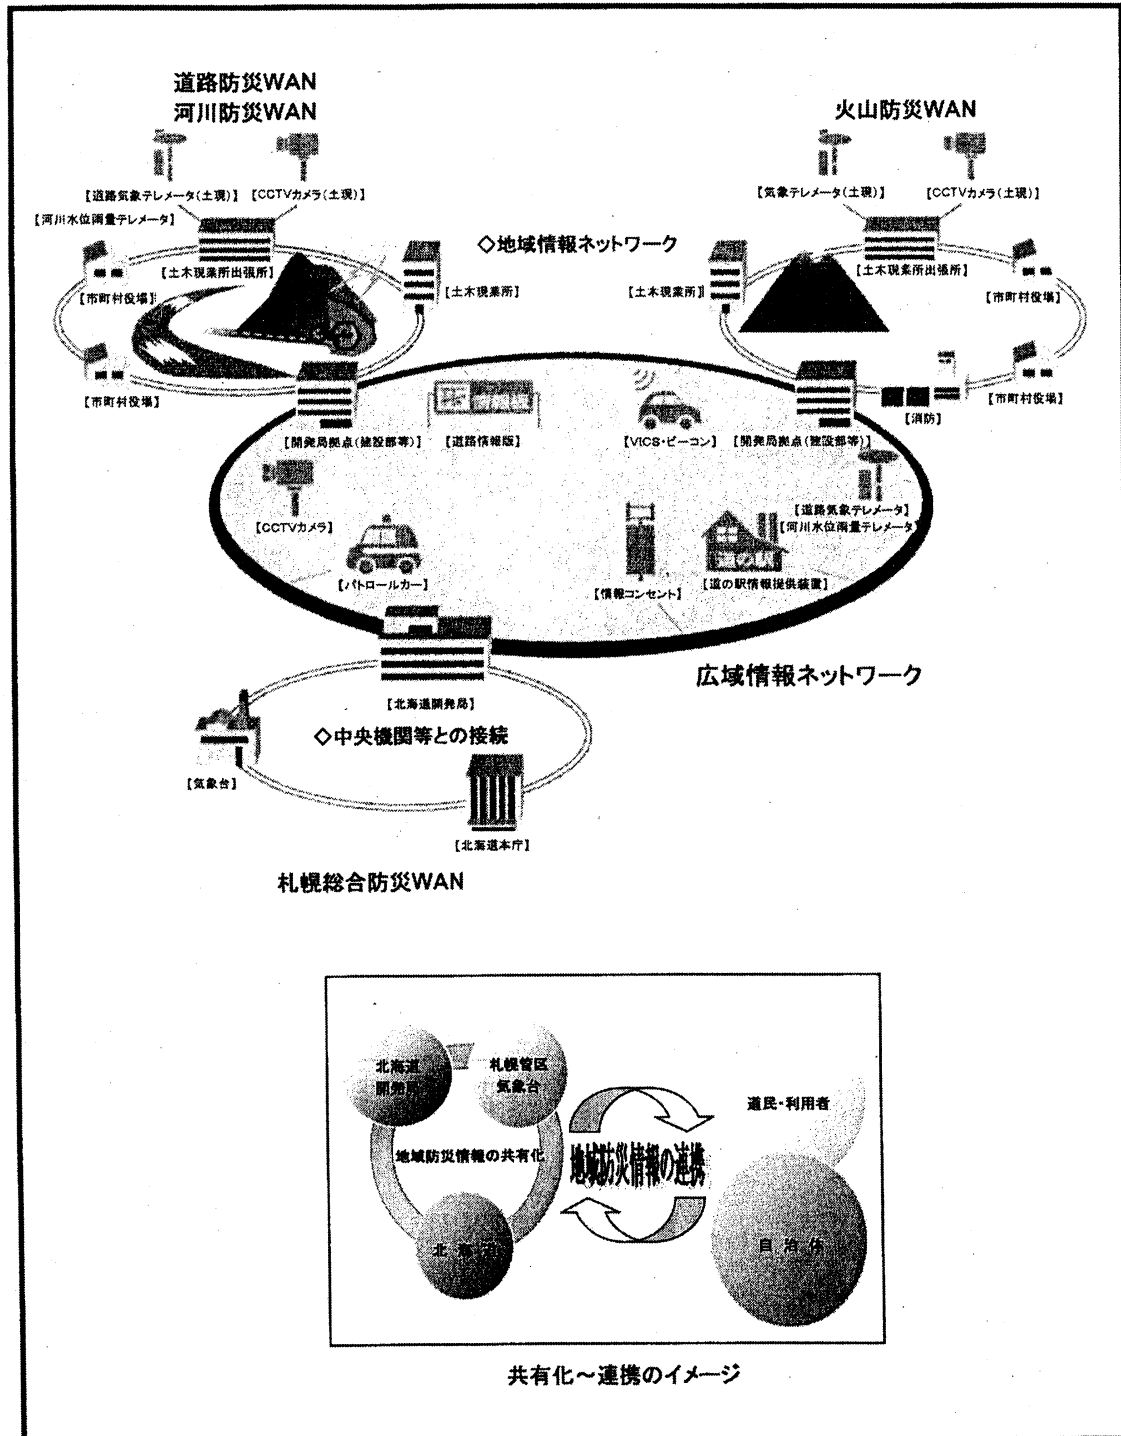 道路防災WAN
河川防災WAN
火山防災WAN
【道路気象テレメータ(土現)】
【CCTVカメラ(土現)】
【河川水位雨量テレメータ】
【気象テレメータ(土現)】
【CCTVカメラ(土現)】
◇地域情報ネットワーク
【土木現業所出張所】
【市町村役場】
【土木現業所】
【土木現業所】
【土木現業所出張所】
【市町村役場】
【市町村役場】
【市町村役場】
【消防】
【開発局拠点(建設部等)】
【道路情報版】
【VICS・ビーコン】
【開発局拠点(建設部等)】
【CCTVカメラ】
【道路気象テレメータ】
【河川水位雨量テレメータ】
【パトロールカー】
【情報コンセント】
道の駅
【道の駅情報提供装置】
広域情報ネットワーク
【北海道開発局】
◇中央機関等との接続
【気象台】
【北海道本庁】
札幌総合防災WAN
北海道
開発局
札幌管区
気象台
道民・利用者
地域防災情報の共有化
地域防災情報の連携
北海道
自治体
共有化～連携のイメージ